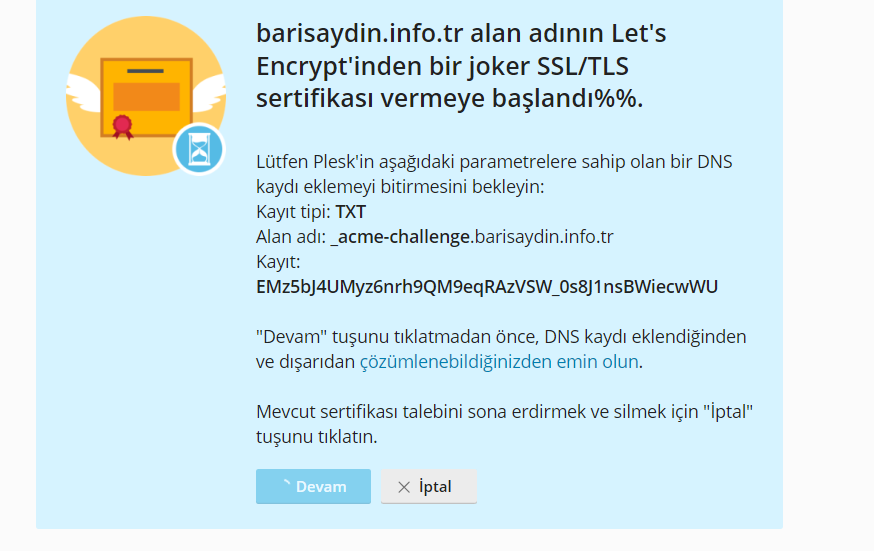 barisaydin.info.tr alan adının Let's
Encrypt'inden bir joker SSL/TLS
sertifikası vermeye başlandı%%.
Lütfen Plesk'in aşağıdaki parametrelere sahip olan bir DNS
kaydı eklemeyi bitirmesini bekleyin:
Kayıt tipi: TXT
Alan adı: _acme-challenge.barisaydin.info.tr
Kayıt:
EMz5bJ4UMyz6nrh9QM9eqRAzVSW_0s8J1nsBWiecwWU
"Devam" tuşunu tıklatmadan önce, DNS kaydı eklendiğinden
ve dışarıdan çözümlenebildiğinizden emin olun.
Mevcut sertifikası talebini sona erdirmek ve silmek için "İptal"
tuşunu tıklatın.
Devam
İptal